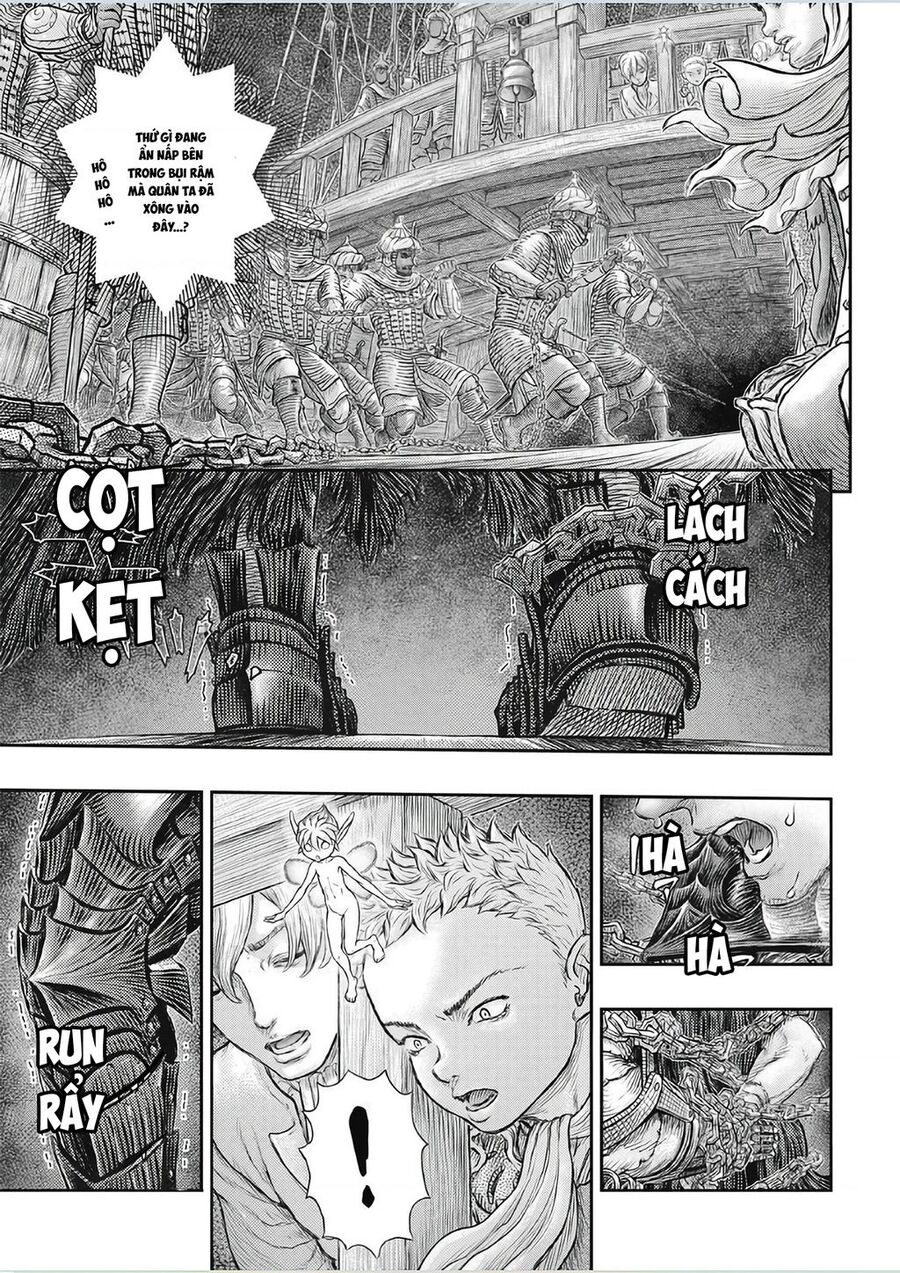 THỨ GÌ ĐANG
ẨN NẤP BÊN
TRONG BỤI RẬM
MÀ QUÂN TA ĐÃ
XÔNG VÀO
ĐÂY...?
HÔ
HÔ
HÔ
...
LÁCH
CÁCH
CỌT
KẸT
HÀ
HÀ
!
RUN
RẨY